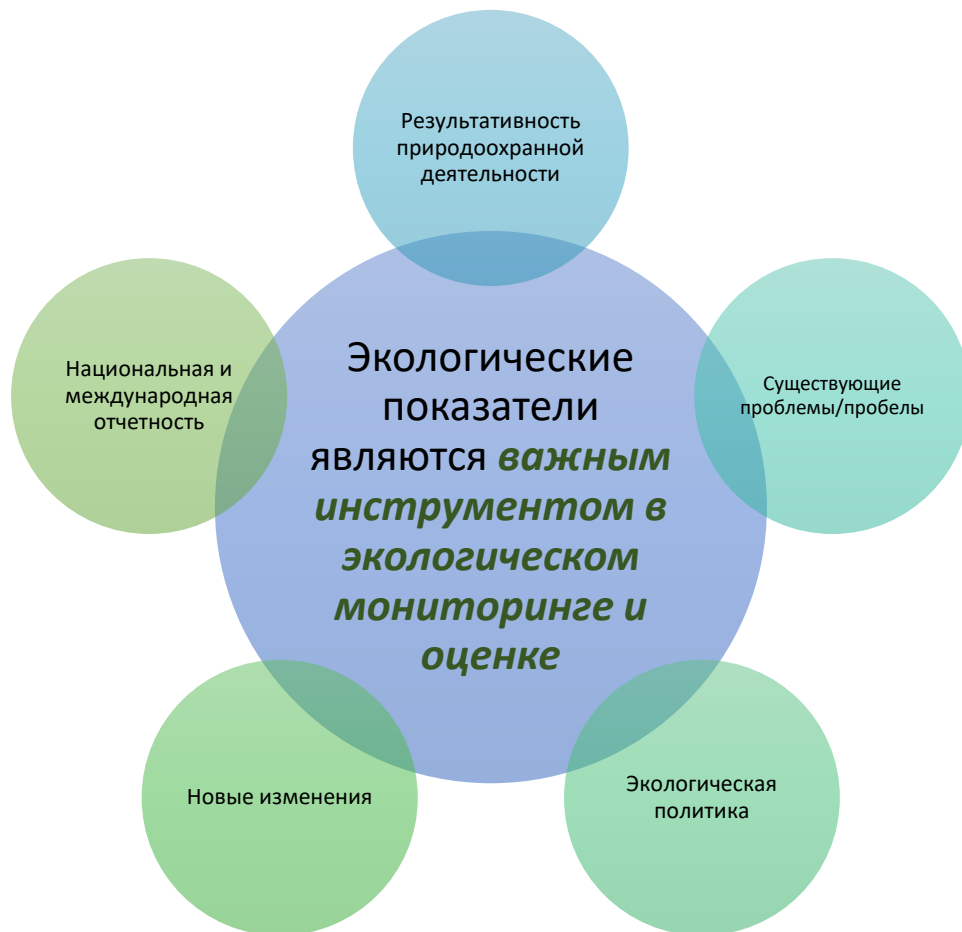 Результативность
природоохранной
деятельности
Национальная и
международная
отчетность
Экологические
показатели
являются важным
инструментом в
экологическом
мониторинге и
оценке
Существующие
проблемы/пробелы
Новые изменения
Экологическая
политика